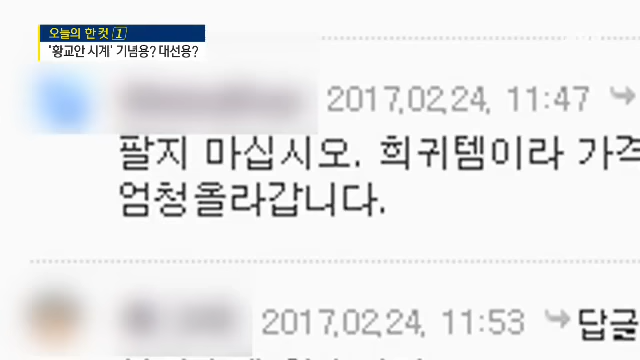 오늘의 한 컷 1
'황교안 시계' 기념용? 대선용?
2017.02.24. 11:47
팔지 마십시오. 희귀템이라 가격
엄청올라갑니다.
2017.02.24. 11:53 답글